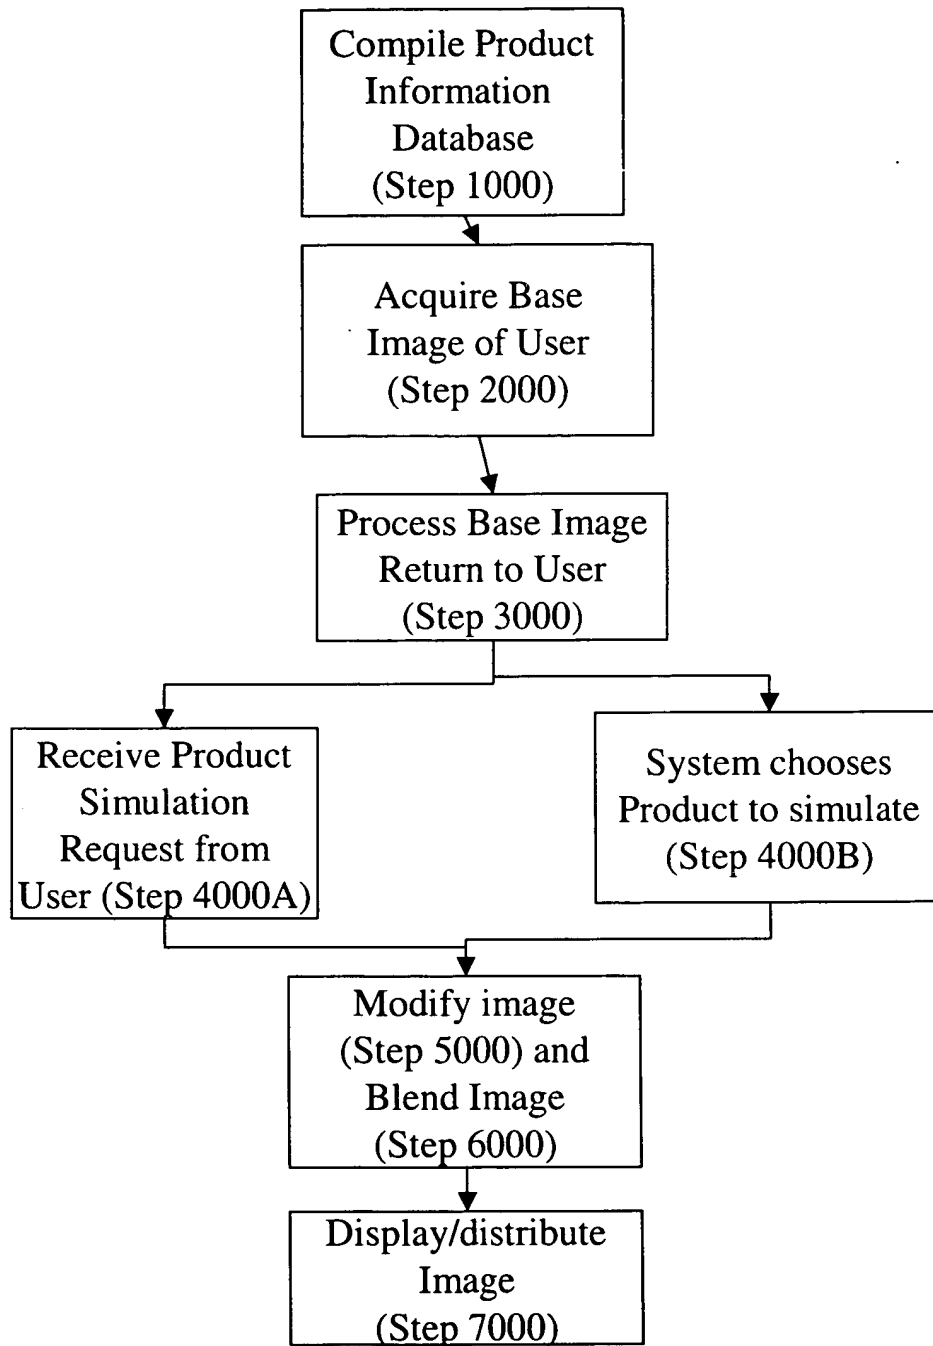 Compile Product
Information
Database
(Step 1000)
Acquire Base
Image of User
(Step 2000)
Process Base Image
Return to User
(Step 3000)
Receive Product
Simulation
Request from
User (Step 4000A)
System chooses
Product to simulate
(Step 4000B)
Modify image
(Step 5000) and
Blend Image
(Step 6000)
Display/distribute
Image
(Step 7000)